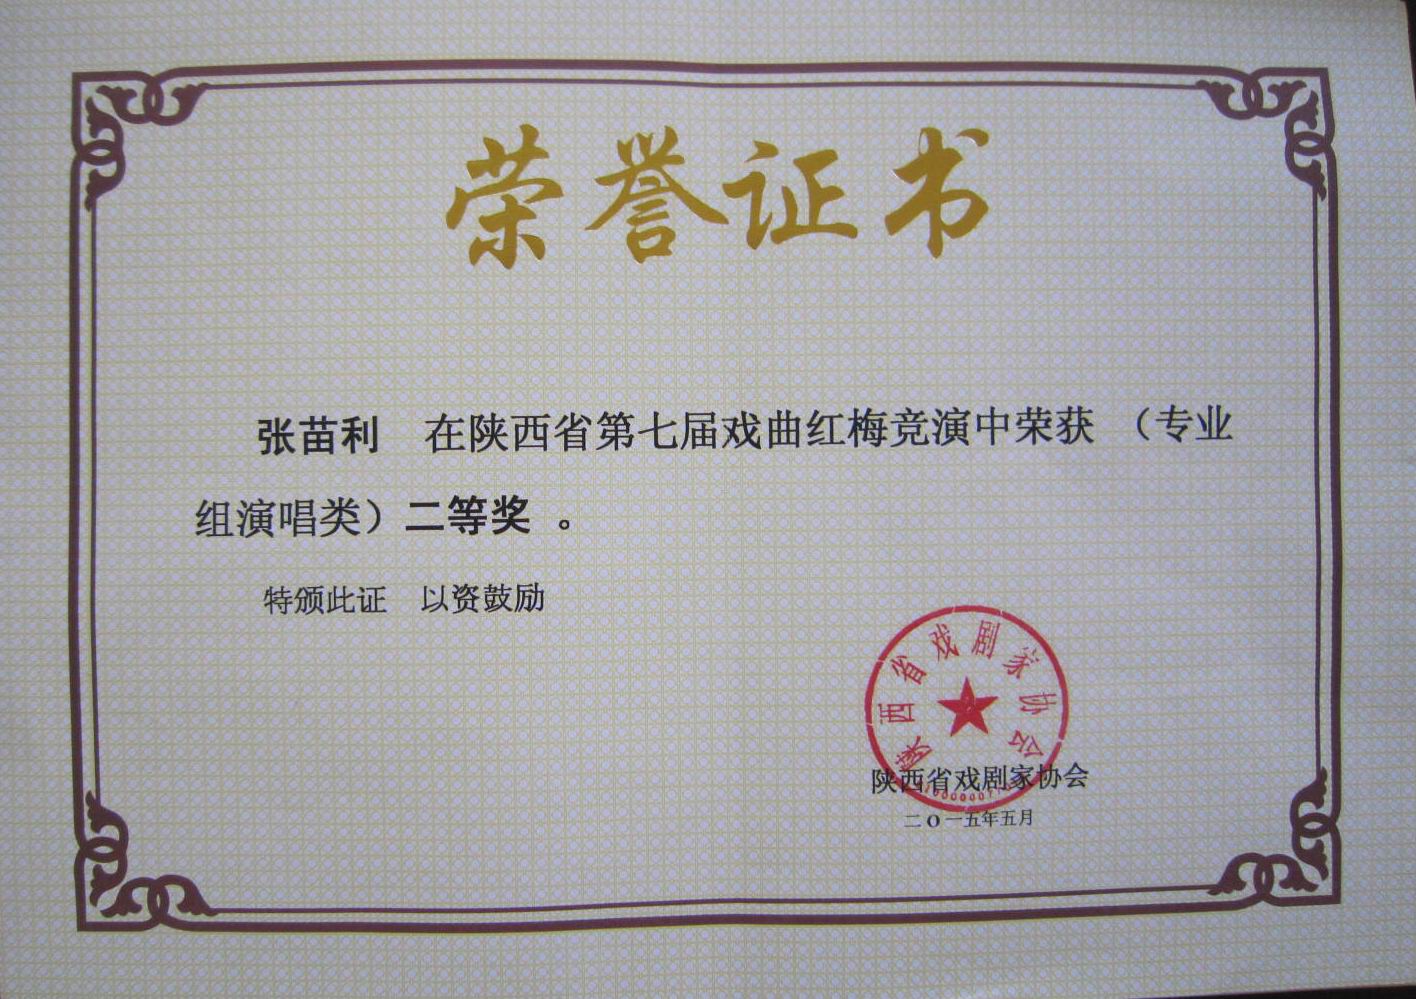 荣誉证书
张苗利 在陕西省第七届戏曲红梅竞演中荣获 （专业
组演唱类）二等奖 。
特颁此证 以资鼓励
陕西省戏剧家协会
陕西省戏剧家协会
二O一五年五月